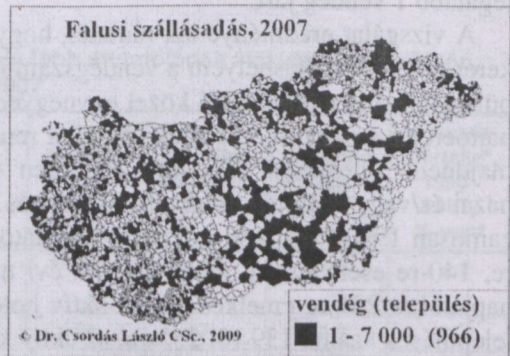 Falusi szállásadás, 2007
vendég (település)
1 - 7 000 (966)
© Dr. Csordás László CSc., 2009